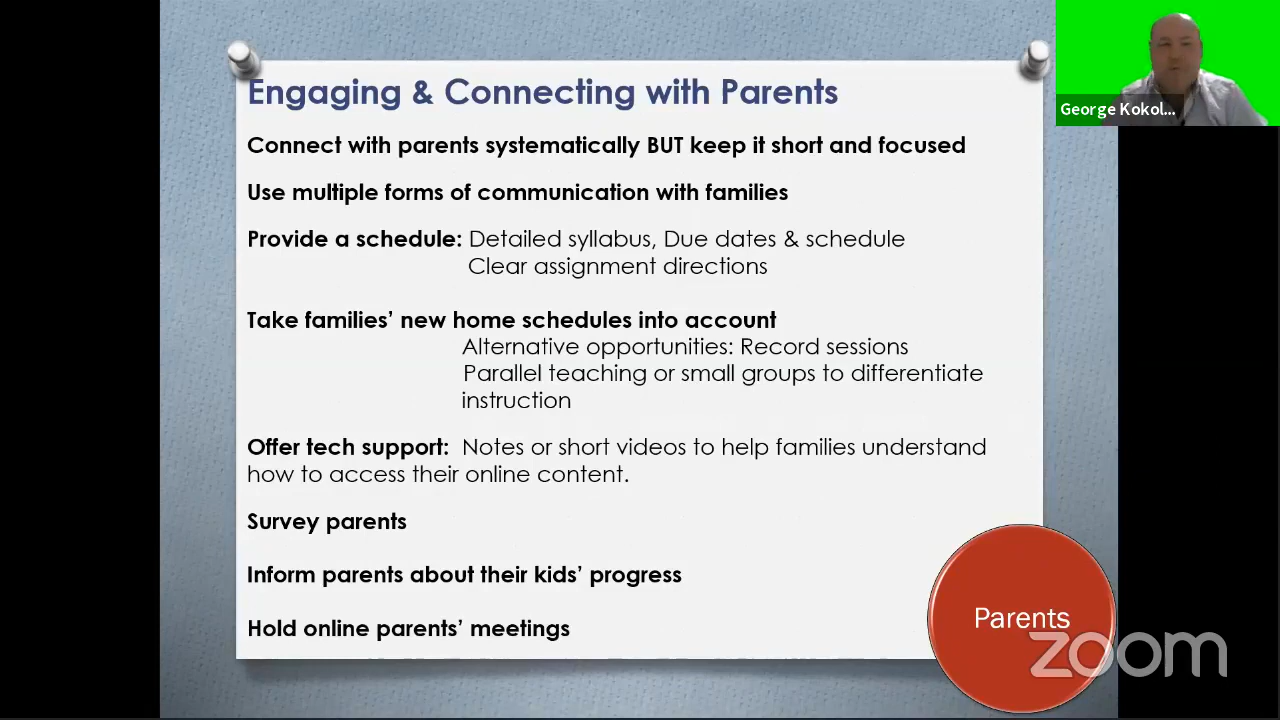 Engaging & Connecting with Parents
George Kokol...
Connect with parents systematically BUT keep it short and focused
Use multiple forms of communication with families
Provide a schedule: Detailed syllabus, Due dates & schedule
Clear assignment directions
Take families’ new home schedules into account
Alternative opportunities: Record sessions
Parallel teaching or small groups to differentiate
instruction
Offer tech support: Notes or short videos to help families understand
how to access their online content.
Survey parents
Inform parents about their kids’ progress
Hold online parents’ meetings
Parents
zoom